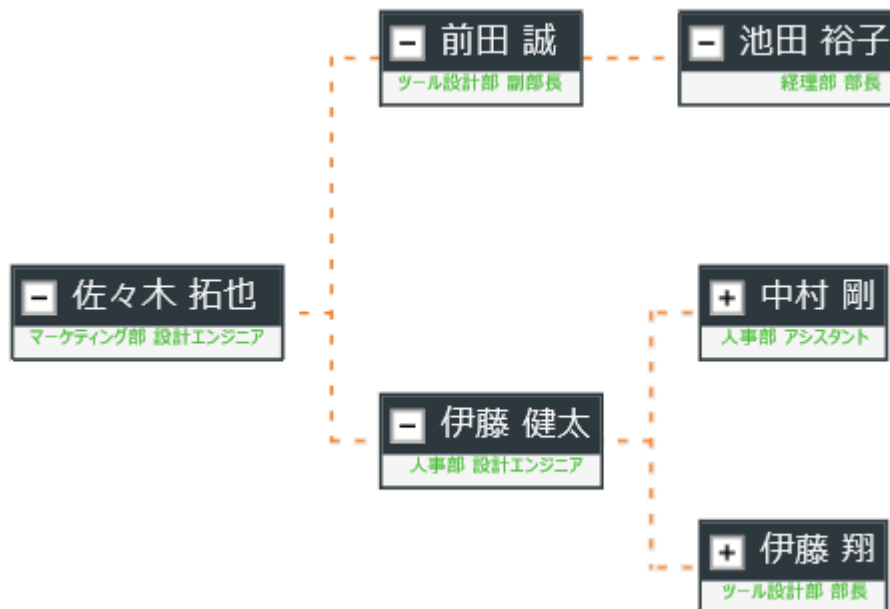 前田 誠
ツール設計部 副部長
池田 裕子
経理部 部長
佐々木 拓也
マーケティング部 設計エンジニア
中村 剛
人事部 アシスタント
伊藤 健太
人事部 設計エンジニア
伊藤 翔
ツール設計部 部長